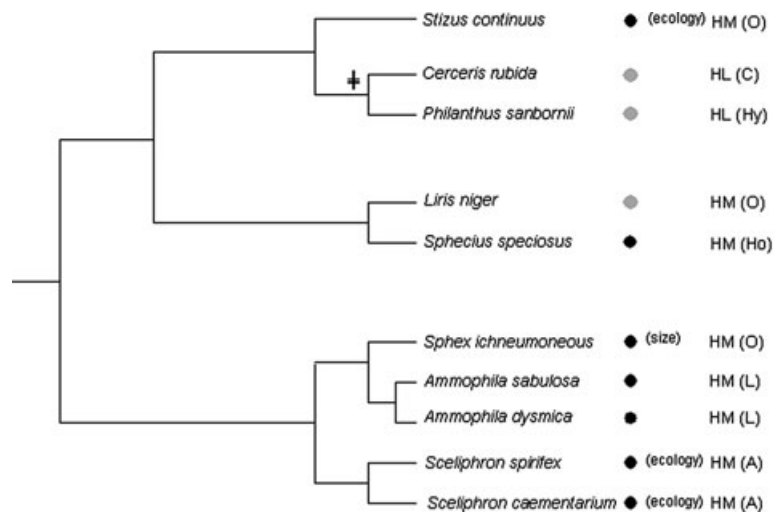 Stizus continuus (ecology) HM (O)
Cerceris rubida HL (C)
Philanthus sanbornii HL (Hy)
Liris niger HM (O)
Sphecius speciosus HM (Ho)
Sphex ichneumoneous (size) HM (O)
Ammophila sabulosa HM (L)
Ammophila dysmica HM (L)
Sceliphron spirifex (ecology) HM (A)
Sceliphron caementarium (ecology) HM (A)